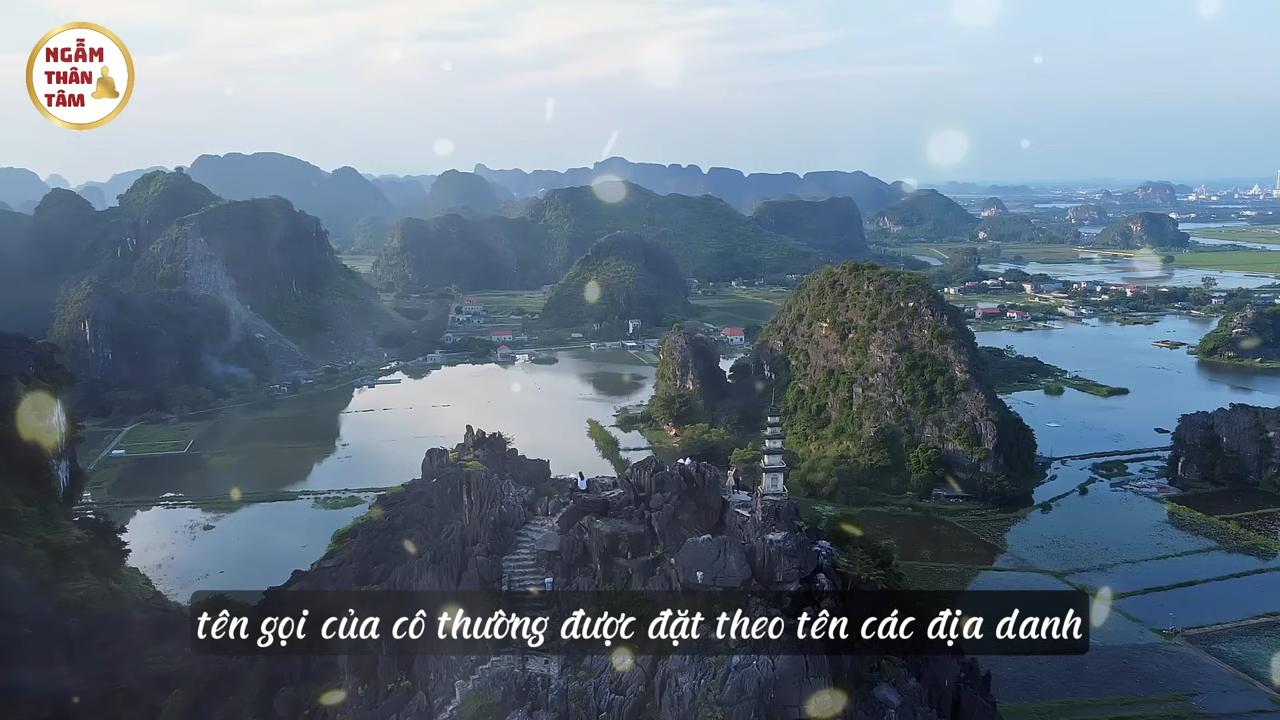 NGẪM
THÂN
TÂM
tên gọi của cô thường được đặt theo tên các địa danh